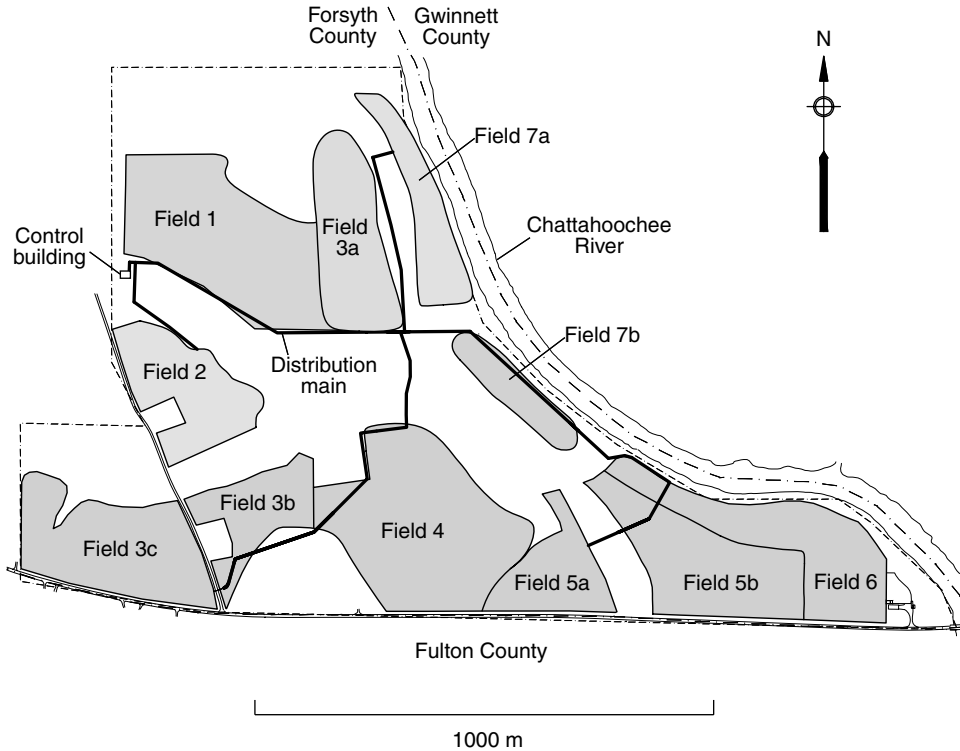 Forsyth
County
Gwinnett
County
N
Field 7a
Field 1
Field
3a
Control
building
Chattahoochee
River
Field 7b
Distribution
main
Field 2
Field 3b
Field 4
Field 3c
Field 5a
Field 5b
Field 6
Fulton County
1000 m